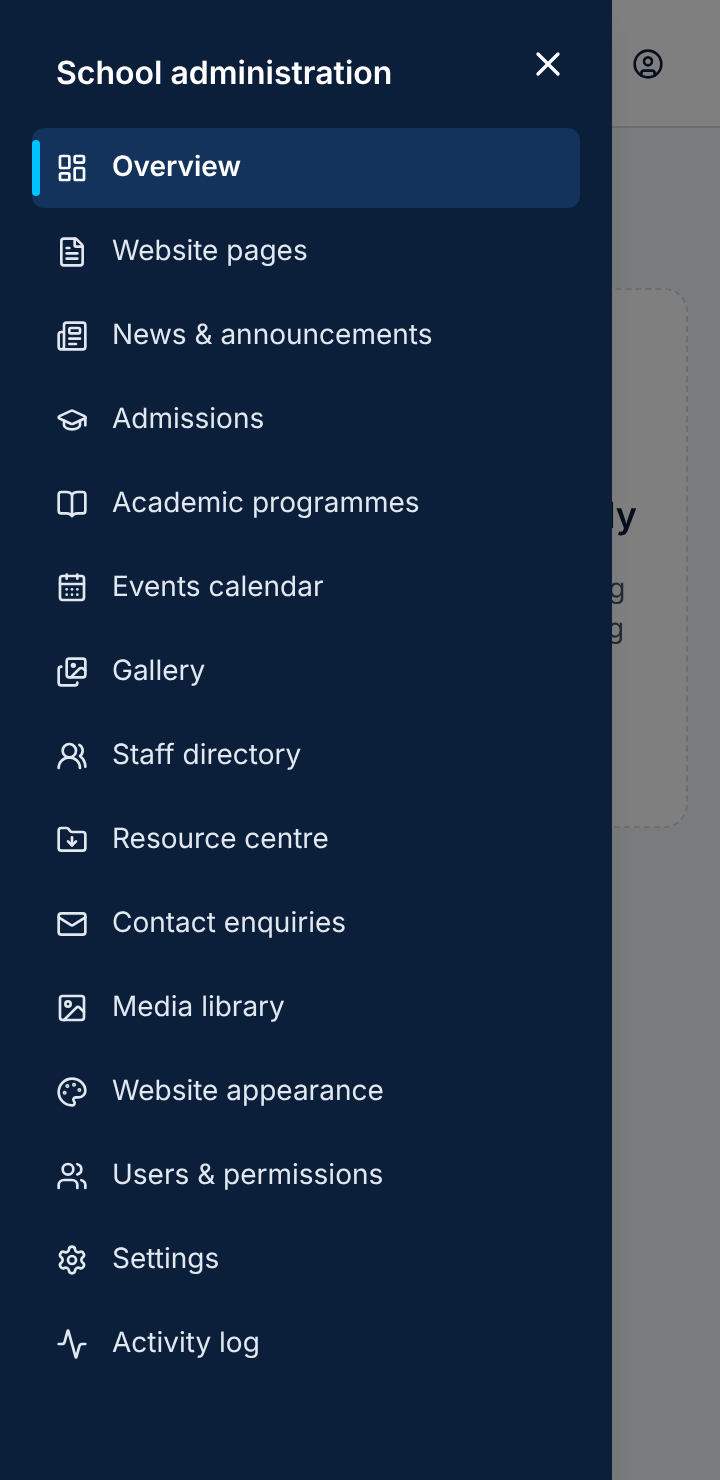 School administration
Overview
Website pages
News & announcements
Admissions
Academic programmes
Events calendar
Gallery
Staff directory
Resource centre
Contact enquiries
Media library
Website appearance
Users & permissions
Settings
Activity log